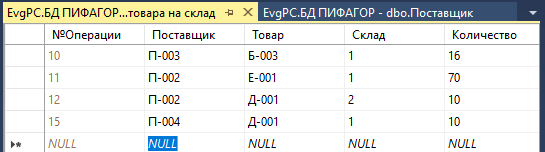 EvgPC.БД ПИФАГОР...товара на склад EvgPC.БД ПИФАГОР - dbo.Поставщик
№Операции Поставщик Товар Склад Количество
10 П-003 Б-003 1 16
11 П-002 Е-001 1 70
12 П-002 Д-001 2 10
15 П-004 Д-001 1 10
NULL NULL NULL NULL NULL